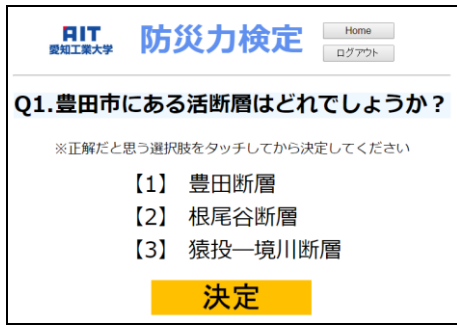 AIT
愛知工業大学
防災力検定
Home
ログアウト
Q1.豊田市にある活断層はどれでしょうか？
※正解だと思う選択肢をタッチしてから決定してください
【1】 豊田断層
【2】 根尾谷断層
【3】 猿投―境川断層
決定